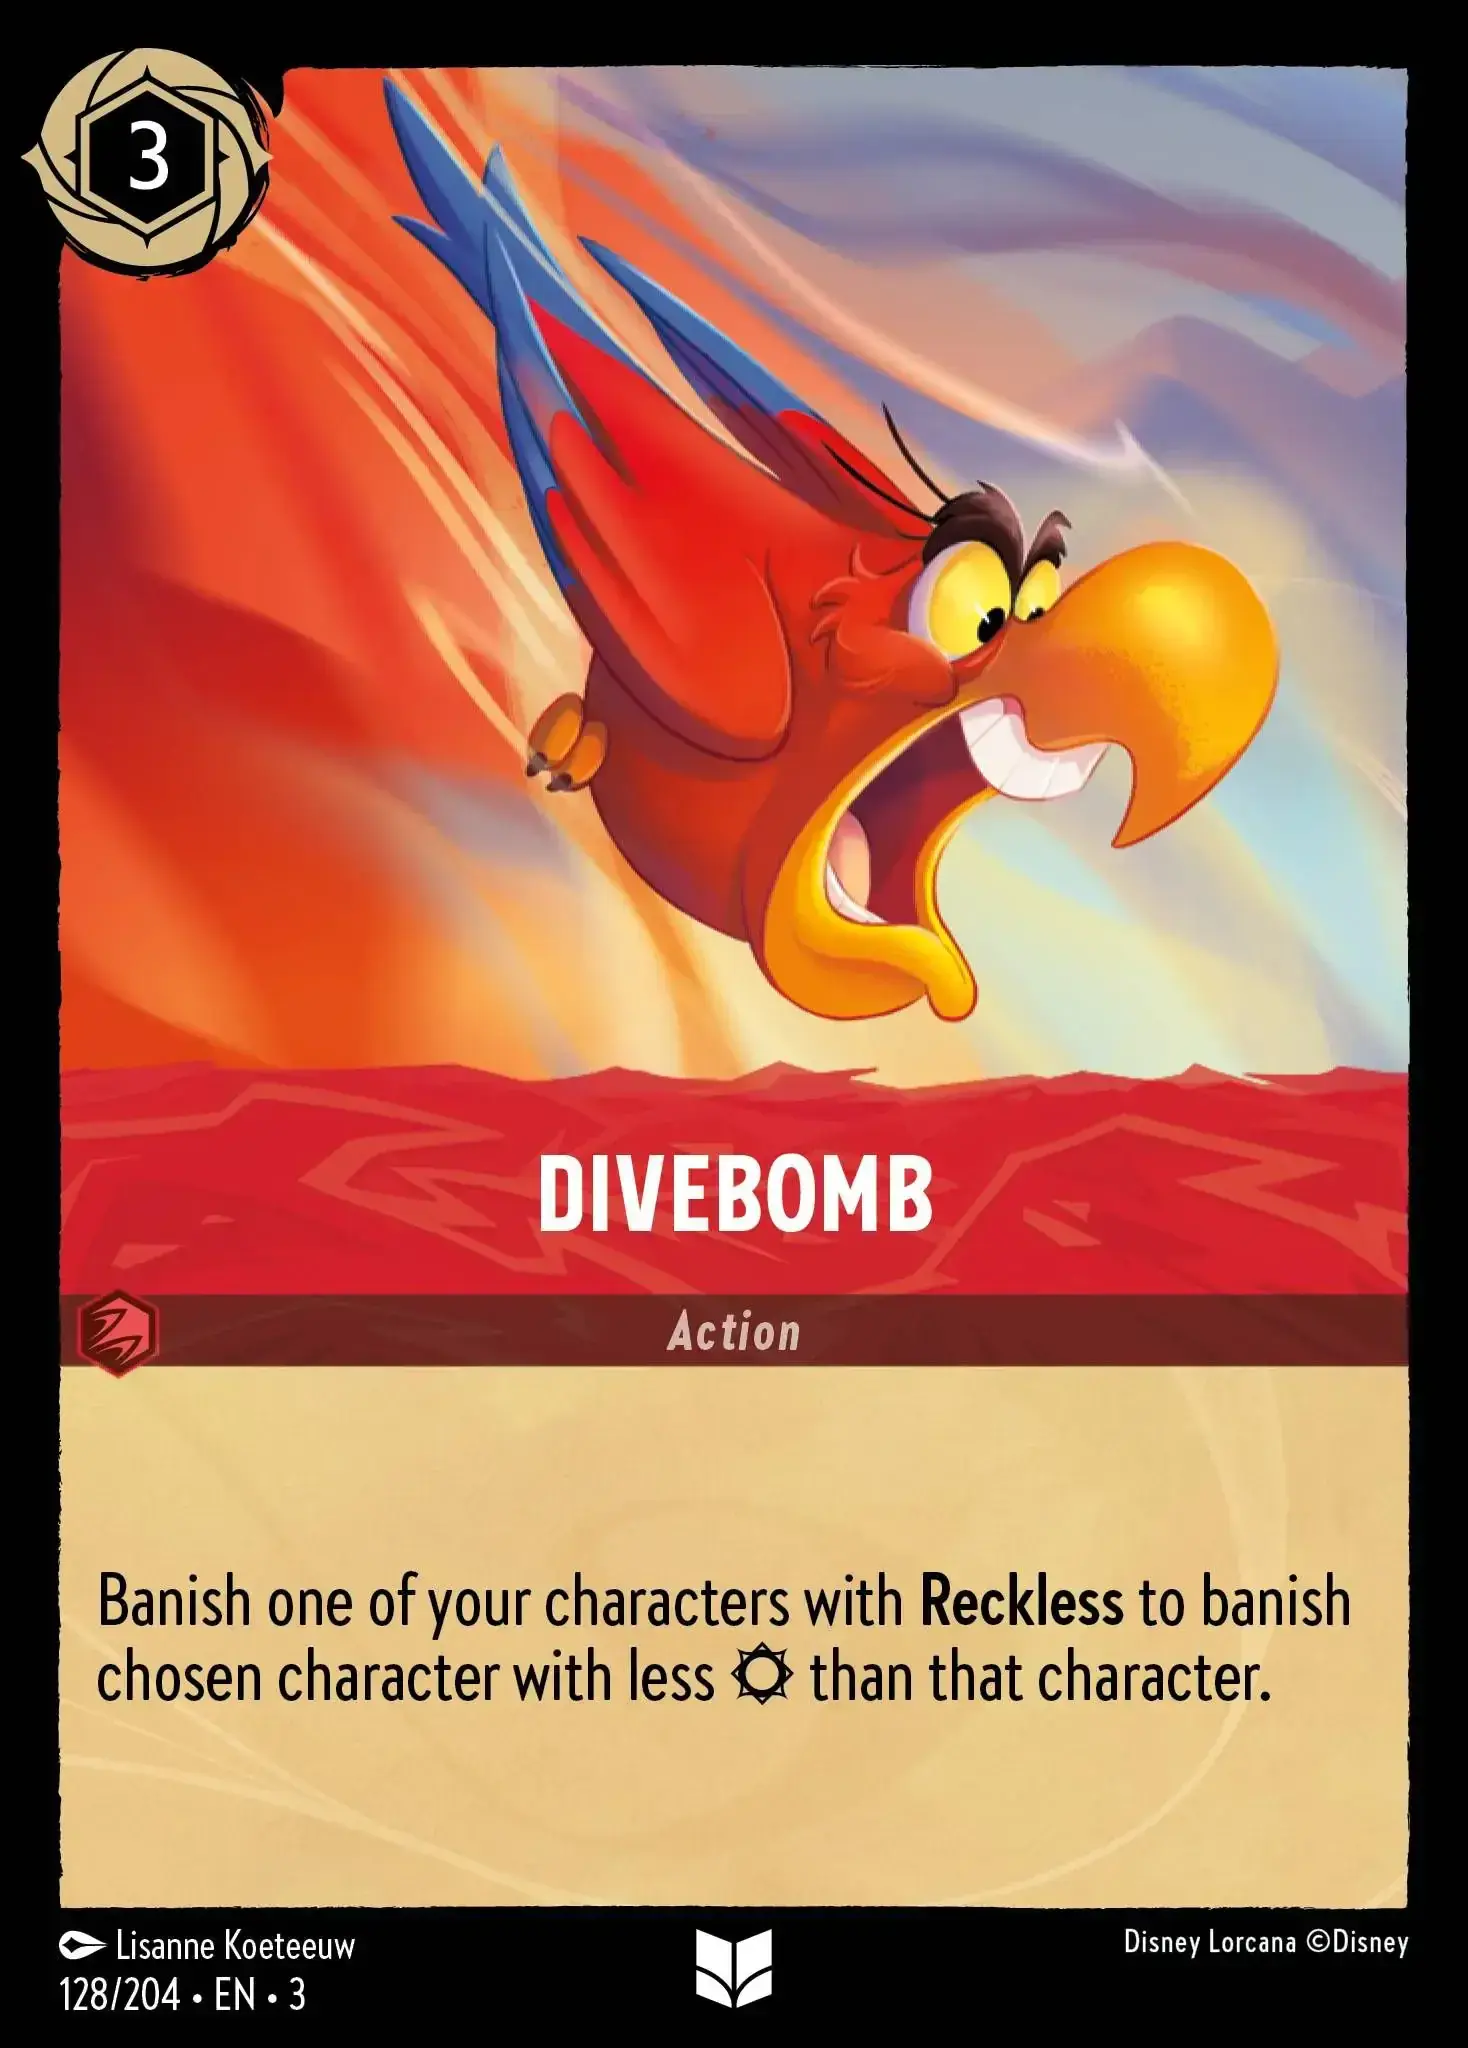 3
DIVEBOMB
Action
Banish one of your characters with Reckless to banish
chosen character with less than that character.
Lisanne Koeteeuw
Disney Lorcana ©Disney
128/204 • EN • 3